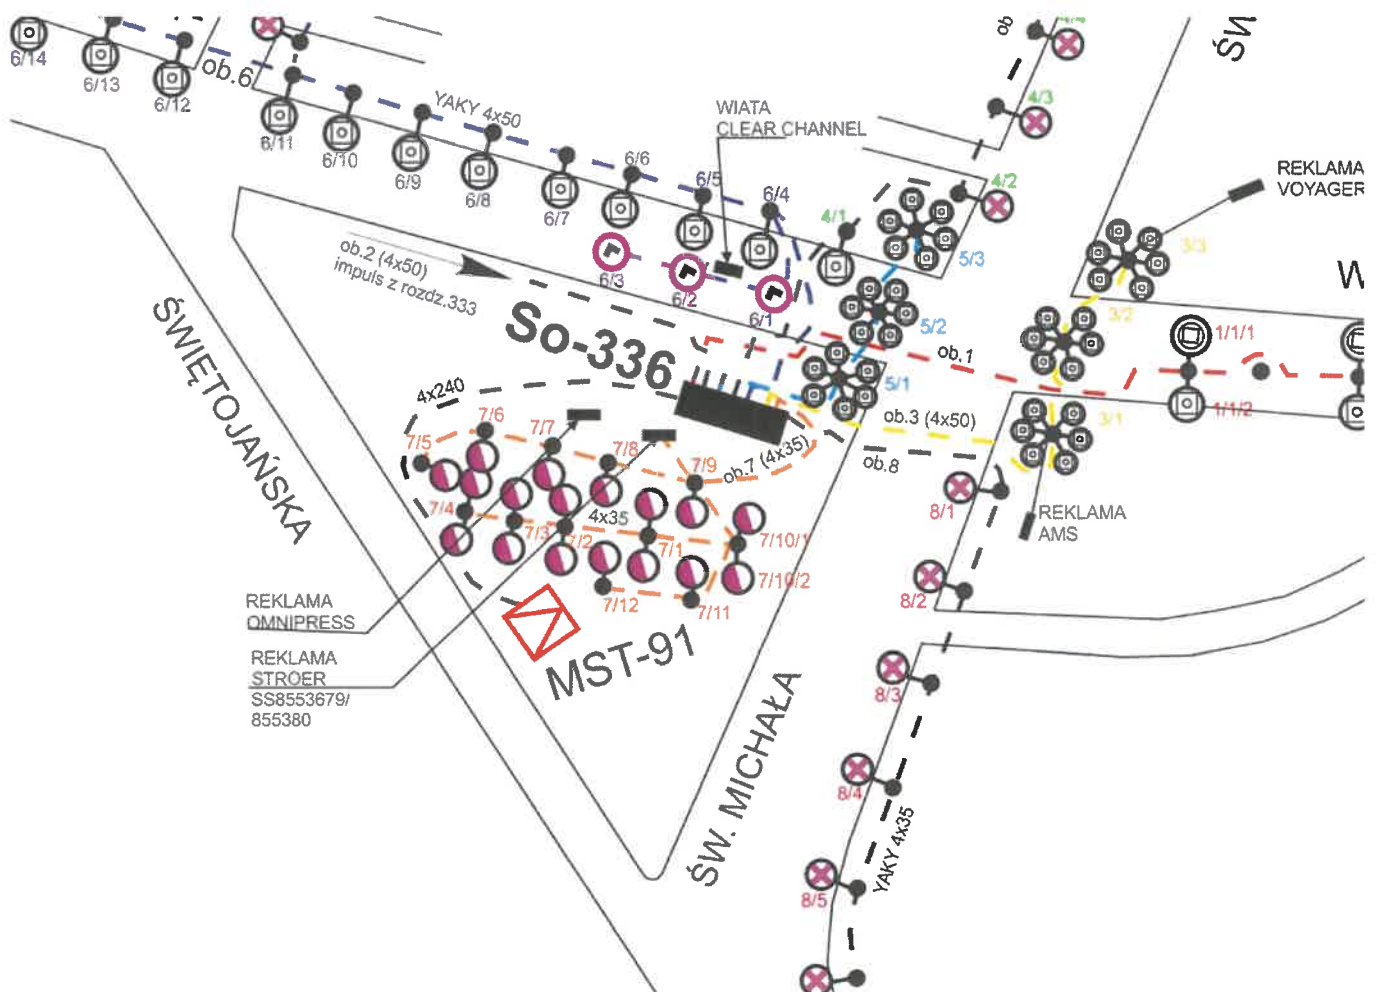 6/14
6/13
6/12
ob.6
6/11
6/10
6/9
6/8
6/7
6/6
6/5
6/4
YAKY 4x50
WIATA
CLEAR CHANNEL
ob
4/4
4/3
4/2
4/1
ŚW
REKLAMA
VOYAGER
3/3
3/2
W
5/3
5/2
5/1
6/3
6/2
6/1
ob.2 (4x50)
impuls z rozdz.333
So-336
ob.1
1/1/1
1/1/2
3/1
ob.3 (4x50)
ob.8
ob.7 (4x35)
4x240
7/6
7/5
7/7
7/8
7/9
7/4
7/3
7/2
4x35
7/1
7/10/1
7/10/2
7/12
7/11
8/1
REKLAMA
AMS
8/2
ŚWIĘTOJAŃSKA
REKLAMA
OMNIPRESS
REKLAMA
STROER
SS8553679/
855380
MST-91
ŚW. MICHAŁA
8/3
8/4
YAKY 4x35
8/5